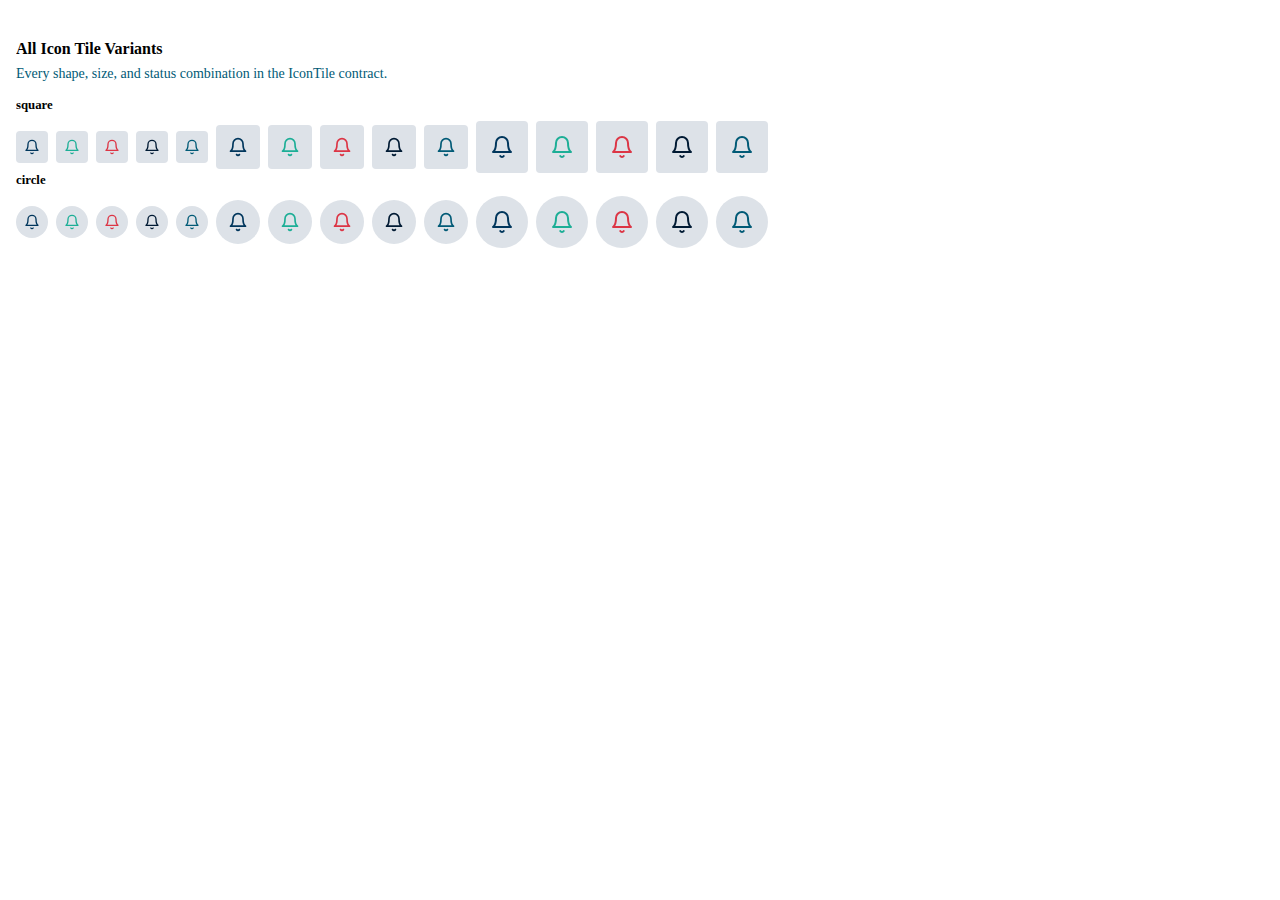 All Icon Tile Variants
Every shape, size, and status combination in the IconTile contract.
square
circle